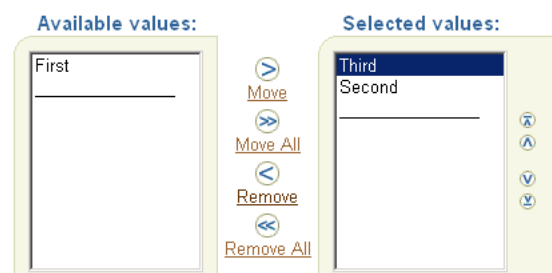 Available values:
Selected values:
First
Move
Move All
Remove
Remove All
Third
Second